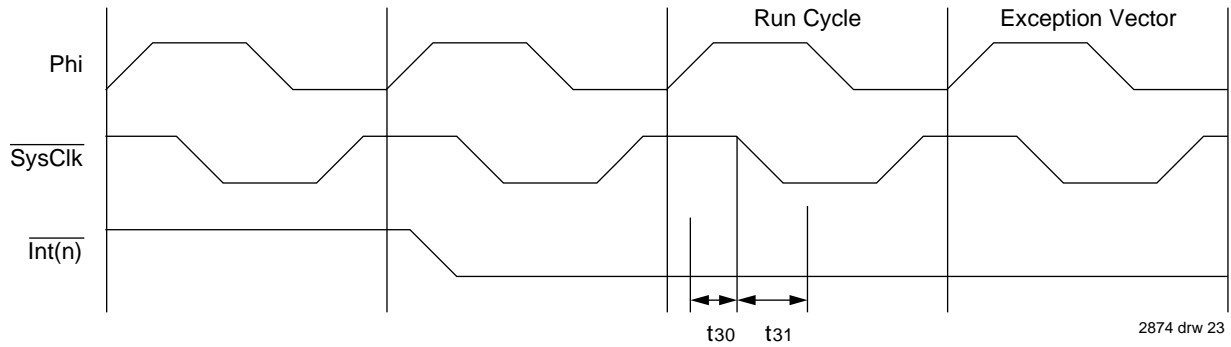 Run Cycle
Exception Vector
Phi
SysClk
Int(n)
t30
t31
2874 drw 23